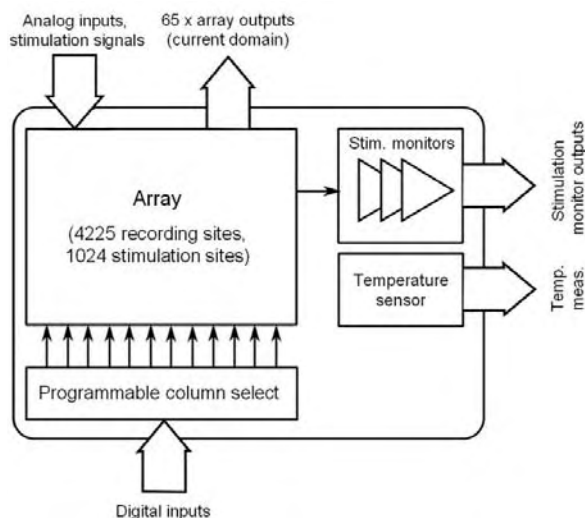 Analog inputs,
stimulation signals
65 x array outputs
(current domain)
Array
(4225 recording sites,
1024 stimulation sites)
Stim. monitors
Stimulation
monitor outputs
Temperature
sensor
Temp.
meas.
Programmable column select
Digital inputs